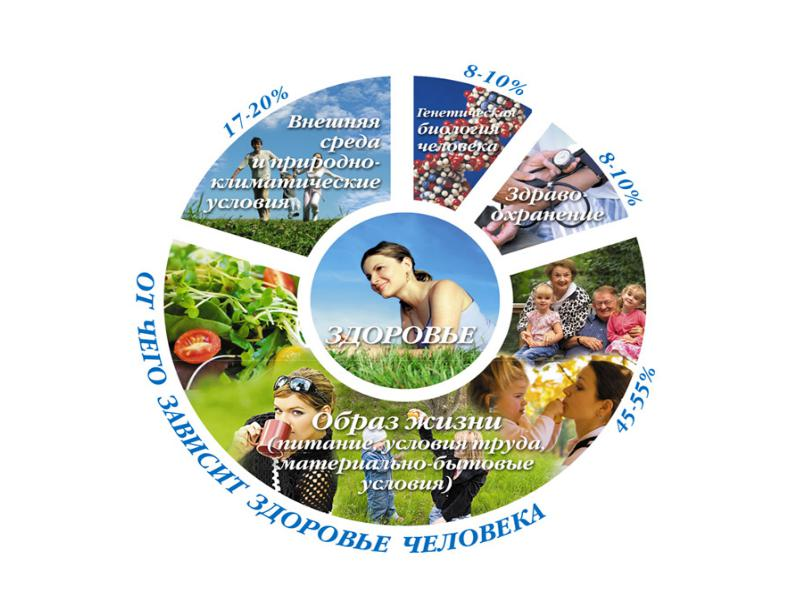 17-20%
Внешняя
среда
и природно-
климатические
условия
8-10%
Генетическая
биология
человека
8-10%
Здраво-
охранение
ЗДОРОВЬЕ
45-55%
Образ жизни
(питание, условия труда,
материально-бытовые
условия)
ОТ ЧЕГО ЗАВИСИТ ЗДОРОВЬЕ ЧЕЛОВЕКА